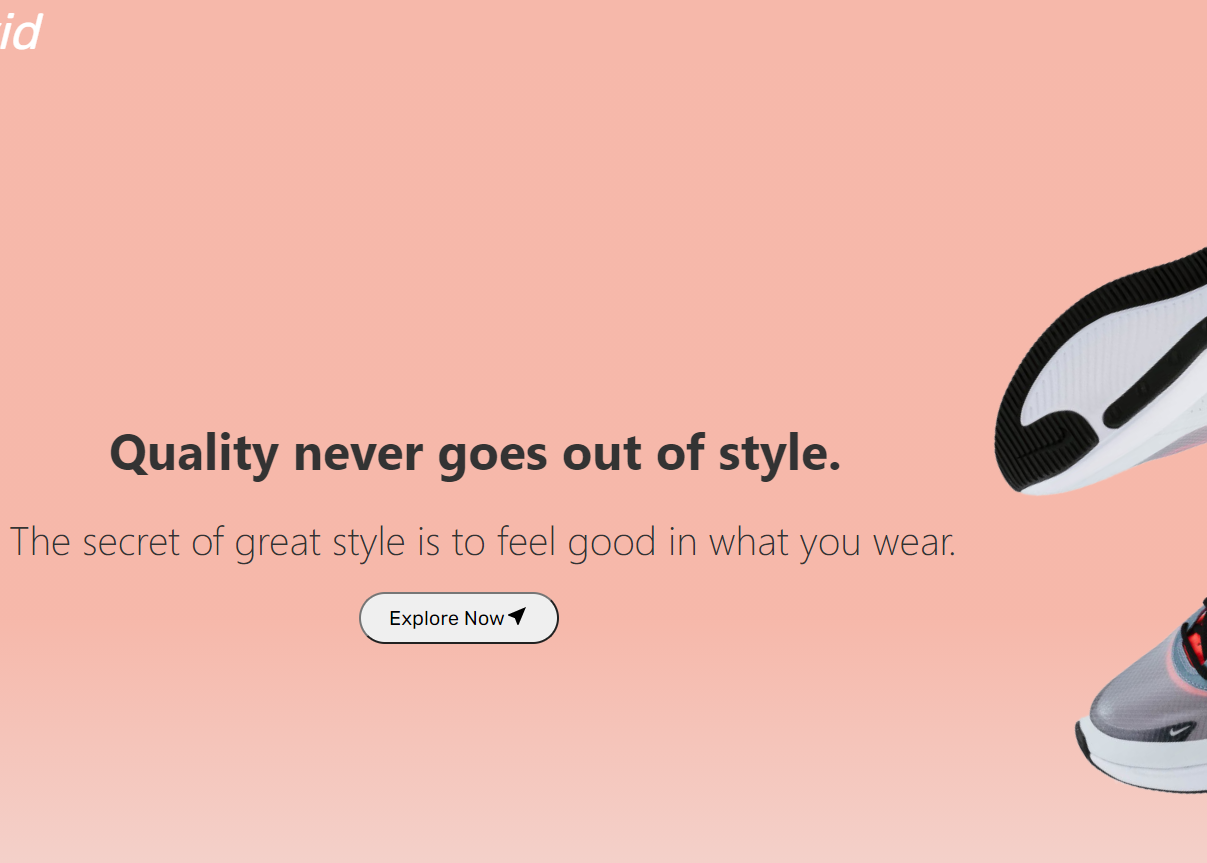 id
Quality never goes out of style.
The secret of great style is to feel good in what you wear.
Explore Now